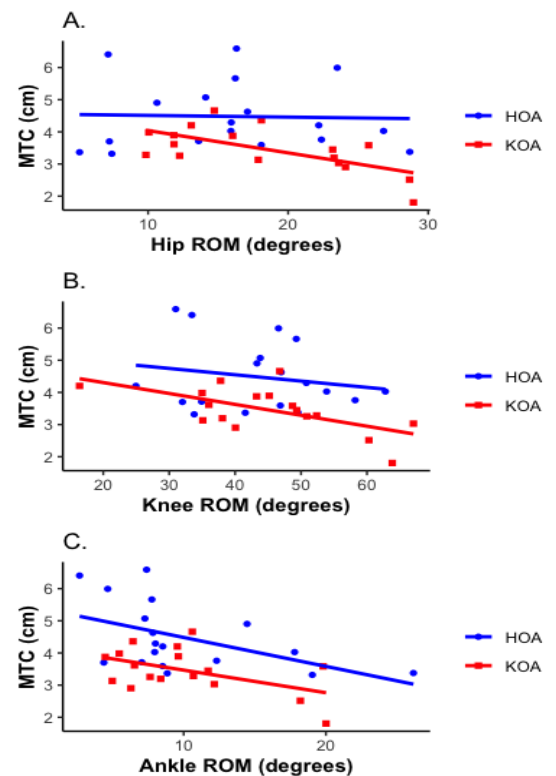 A.
6
5
4
3
2
MTC (cm)
10 20 30
Hip ROM (degrees)
HOA
KOA
B.
6
5
4
3
2
MTC (cm)
20 30 40 50 60
Knee ROM (degrees)
HOA
KOA
C.
6
5
4
3
2
MTC (cm)
10 20
Ankle ROM (degrees)
HOA
KOA